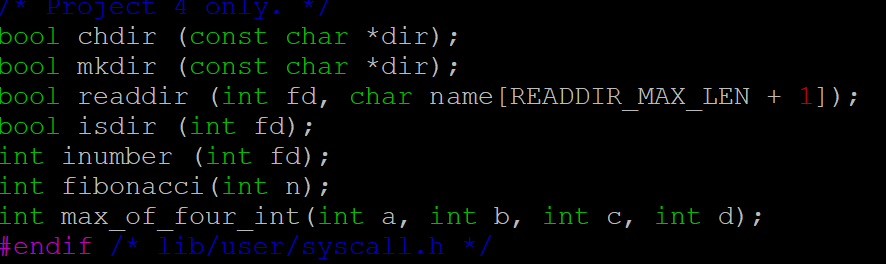 /* Project 4 only. */
bool chdir (const char *dir);
bool mkdir (const char *dir);
bool readdir (int fd, char name[READDIR_MAX_LEN + 1]);
bool isdir (int fd);
int inumber (int fd);
int fibonacci(int n);
int max_of_four_int(int a, int b, int c, int d);
#endif /* lib/user/syscall.h */